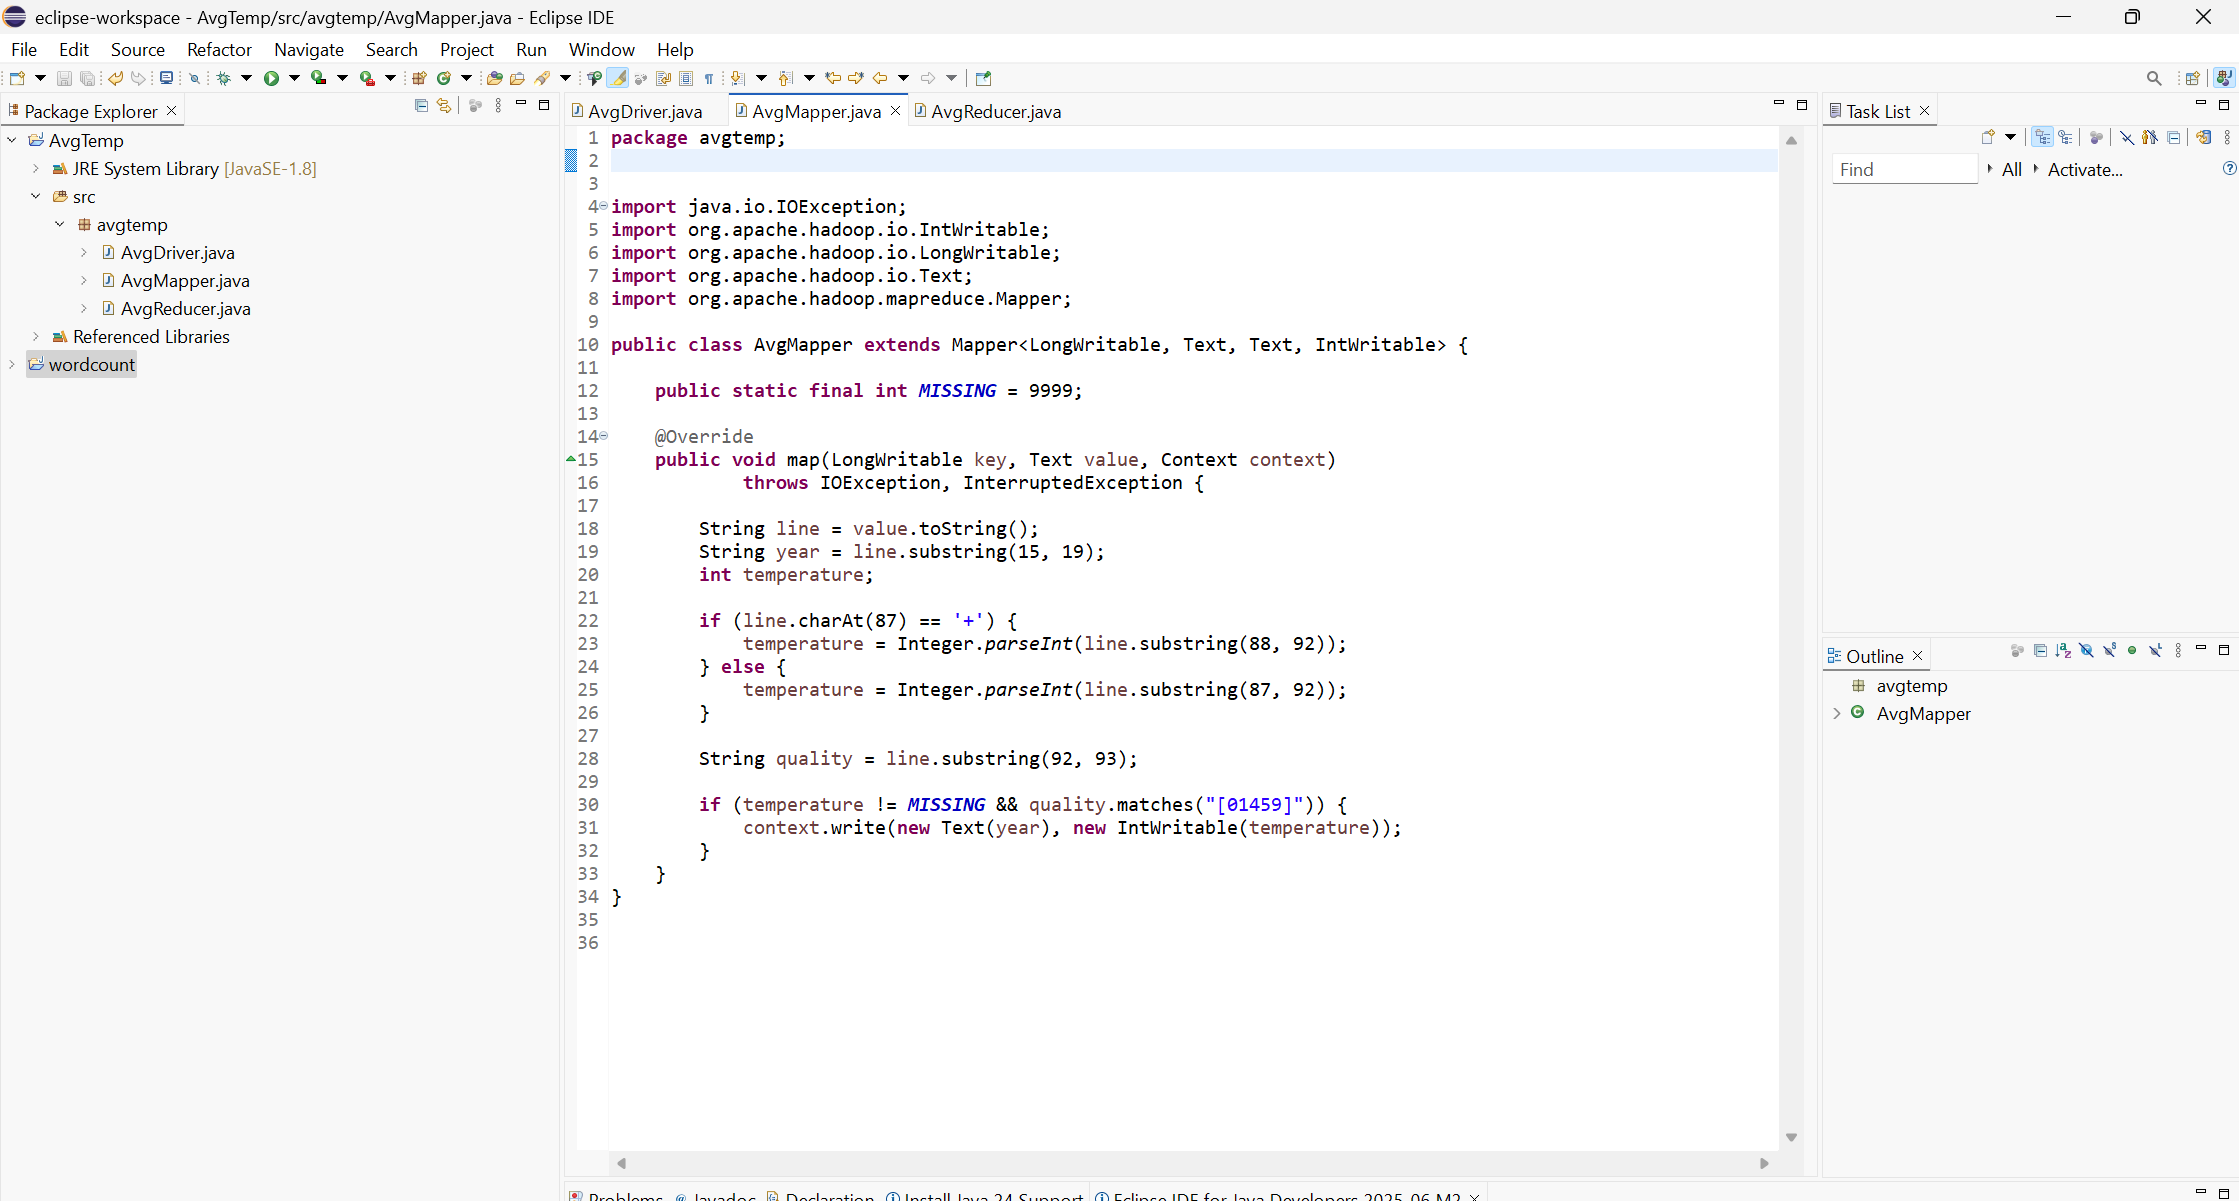 eclipse-workspace - AvgTemp/src/avgtemp/AvgMapper.java - Eclipse IDE
File Edit Source Refactor Navigate Search Project Run Window Help
Package Explorer
AvgTemp
JRE System Library [JavaSE-1.8]
src
avgtemp
AvgDriver.java
AvgMapper.java
AvgReducer.java
Referenced Libraries
wordcount
AvgDriver.java AvgMapper.java AvgReducer.java
1 package avgtemp;
2
3
4 import java.io.IOException;
5 import org.apache.hadoop.io.IntWritable;
6 import org.apache.hadoop.io.LongWritable;
7 import org.apache.hadoop.io.Text;
8 import org.apache.hadoop.mapreduce.Mapper;
9
10 public class AvgMapper extends Mapper<LongWritable, Text, Text, IntWritable> {
11
12     public static final int MISSING = 9999;
13
14     @Override
15     public void map(LongWritable key, Text value, Context context)
16             throws IOException, InterruptedException {
17
18         String line = value.toString();
19         String year = line.substring(15, 19);
20         int temperature;
21
22         if (line.charAt(87) == '+') {
23             temperature = Integer.parseInt(line.substring(88, 92));
24         } else {
25             temperature = Integer.parseInt(line.substring(87, 92));
26         }
27
28         String quality = line.substring(92, 93);
29
30         if (temperature != MISSING && quality.matches("[01459]")) {
31             context.write(new Text(year), new IntWritable(temperature));
32         }
33     }
34 }
35
36
Task List
Find All Activate...
Outline
avgtemp
AvgMapper
Problems Javadoc Declaration Install Java 24 Support Eclipse IDE for Java Developers 2025-06 M2